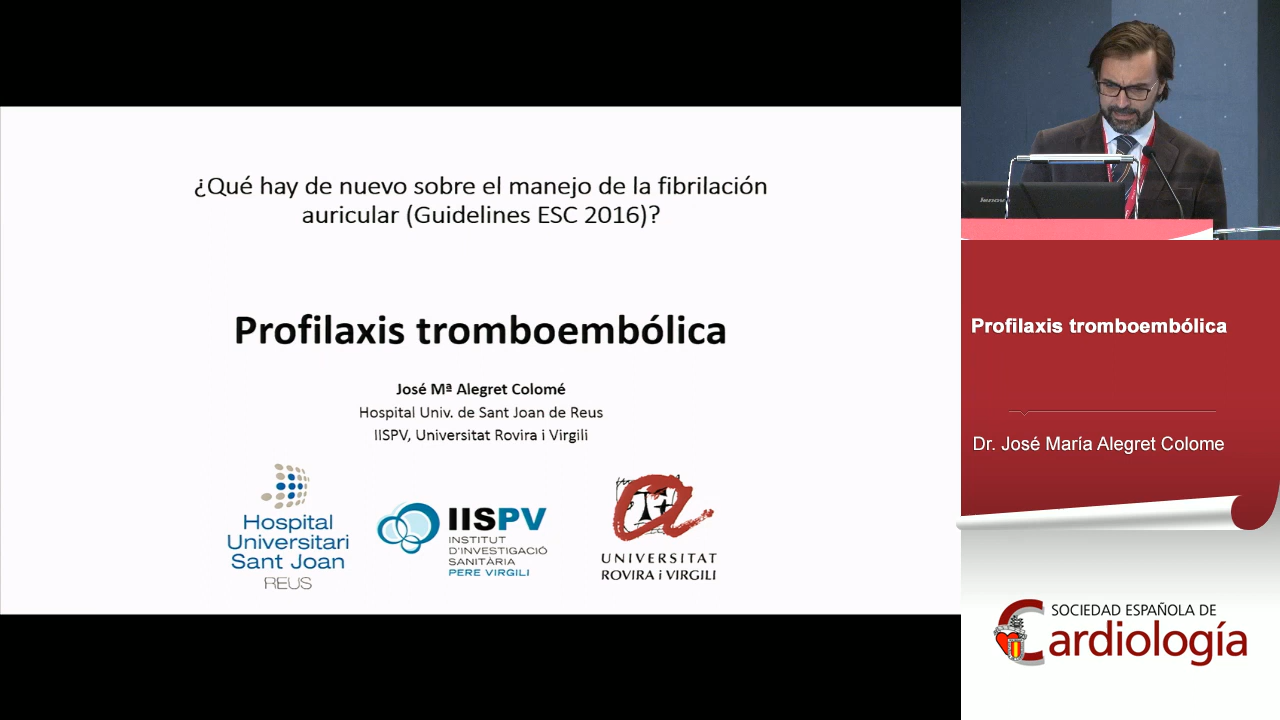 ¿Qué hay de nuevo sobre el manejo de la fibrilación
auricular (Guidelines ESC 2016)?
Profilaxis tromboembólica
José Mª Alegret Colomé
Hospital Univ. de Sant Joan de Reus
IISPV, Universitat Rovira i Virgili
Hospital
Universitari
Sant Joan
REUS
IISPV
INSTITUT
D'INVESTIGACIÓ
SANITÀRIA
PERE VIRGILI
UNIVERSITAT
ROVIRA i VIRGILI
lenovo
Profilaxis tromboembólica
Dr. José María Alegret Colome
SOCIEDAD ESPAÑOLA DE
Cardiología